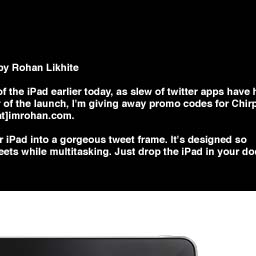 by Rohan Likhite
of the iPad earlier today, as slew of twitter apps have
of the launch, I'm giving away promo codes for Chirp
at]imrohan.com.
iPad into a gorgeous tweet frame. It's designed so
while multitasking. Just drop the iPad in your